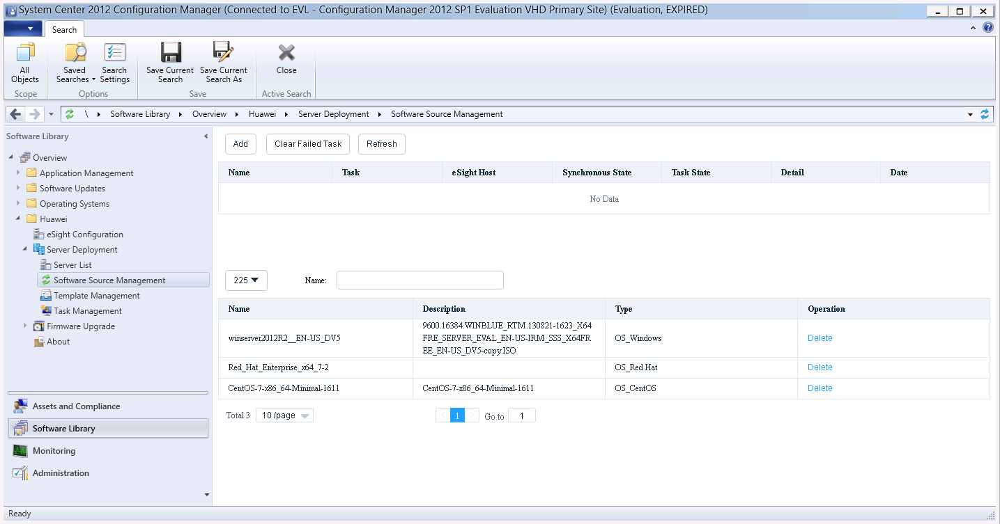 System Center 2012 Configuration Manager (Connected to EVL - Configuration Manager 2012 SP1 Evaluation VHD Primary Site) (Evaluation, EXPIRED)
Search
All Objects
Saved Searches
Search Settings
Save Current Search
Save Current Search As
Close
Scope
Options
Save
Active Search
\ Software Library Overview Huawei Server Deployment Software Source Management
Software Library
Overview
Application Management
Software Updates
Operating Systems
Huawei
eSight Configuration
Server Deployment
Server List
Software Source Management
Template Management
Task Management
Firmware Upgrade
About
Assets and Compliance
Software Library
Monitoring
Administration
Add Clear Failed Task Refresh
Name Task eSight Host Synchronous State Task State Detail Date
No Data
225 Name:
Name Description Type Operation
winserver2012R2__EN-US_DV5
9600.16384.WINBLUE_RTM.130821-1623_X64
FRE_SERVER_EVAL_EN-US-IRM_SSS_X64FR
EE_EN-US_DV5-copy.ISO
OS_Windows
Delete
Red_Hat_Enterprise_x64_7-2 OS_Red Hat Delete
CentOS-7-x86_64-Minimal-1611 CentOS-7-x86_64-Minimal-1611 OS_CentOS Delete
Total 3 10 /page 1 Go to 1
Ready